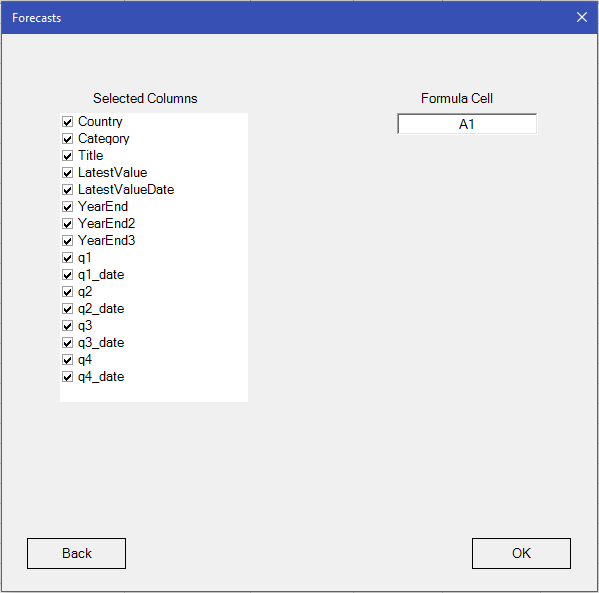 Forecasts
Selected Columns
Formula Cell
Country
A1
Category
Title
LatestValue
LatestValueDate
YearEnd
YearEnd2
YearEnd3
q1
q1_date
q2
q2_date
q3
q3_date
q4
q4_date
Back
OK